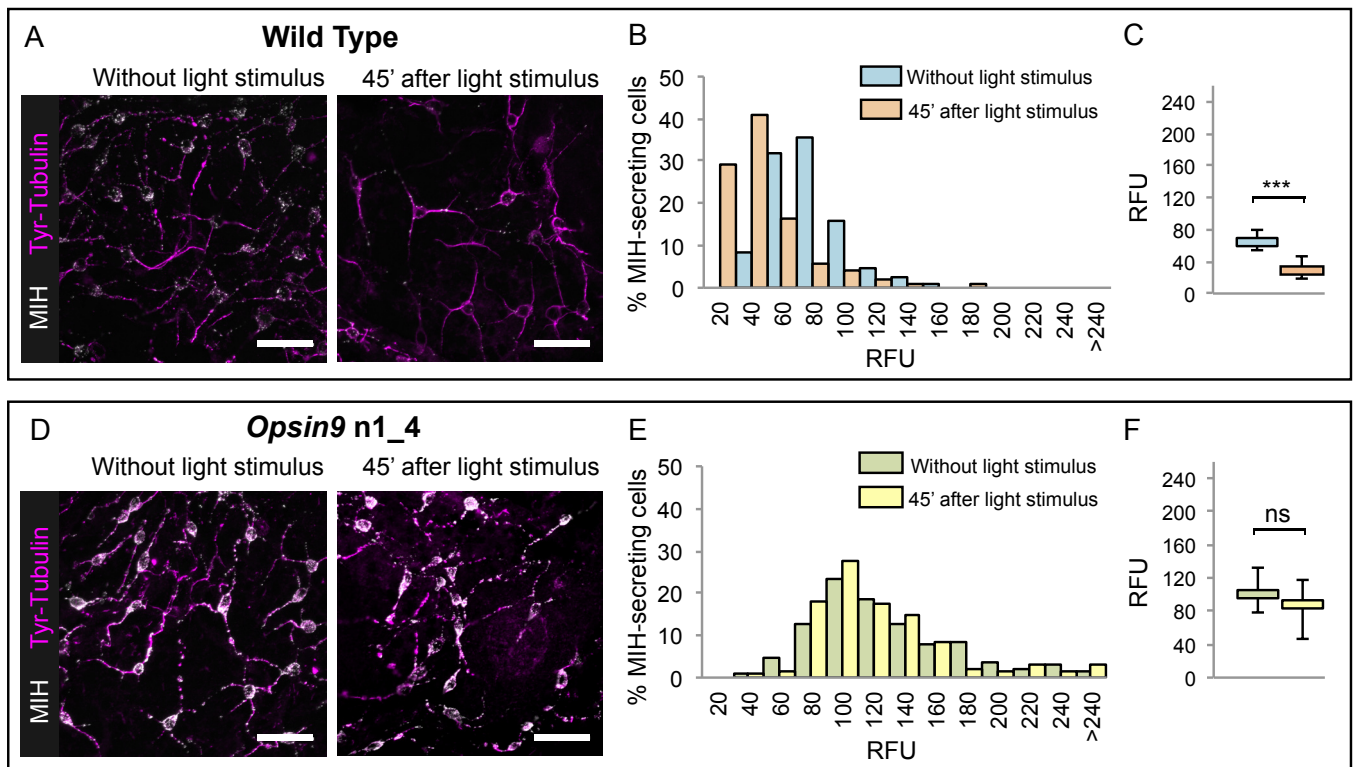 A
Wild Type
Without light stimulus
45’ after light stimulus
MIH Tyr-Tubulin
B
Without light stimulus
45’ after light stimulus
% MIH-secreting cells
50
40
30
20
10
0
20 40 60 80 100 120 140 160 200 220 240 >240
RFU
C
RFU
240
200
160
120
80
40
0
***
D
Opsin9 n1_4
Without light stimulus
45’ after light stimulus
MIH Tyr-Tubulin
E
Without light stimulus
45’ after light stimulus
% MIH-secreting cells
50
40
30
20
10
0
20 40 60 80 100 120 140 160 180 200 220 240 >240
RFU
F
RFU
240
200
160
120
80
40
0
ns